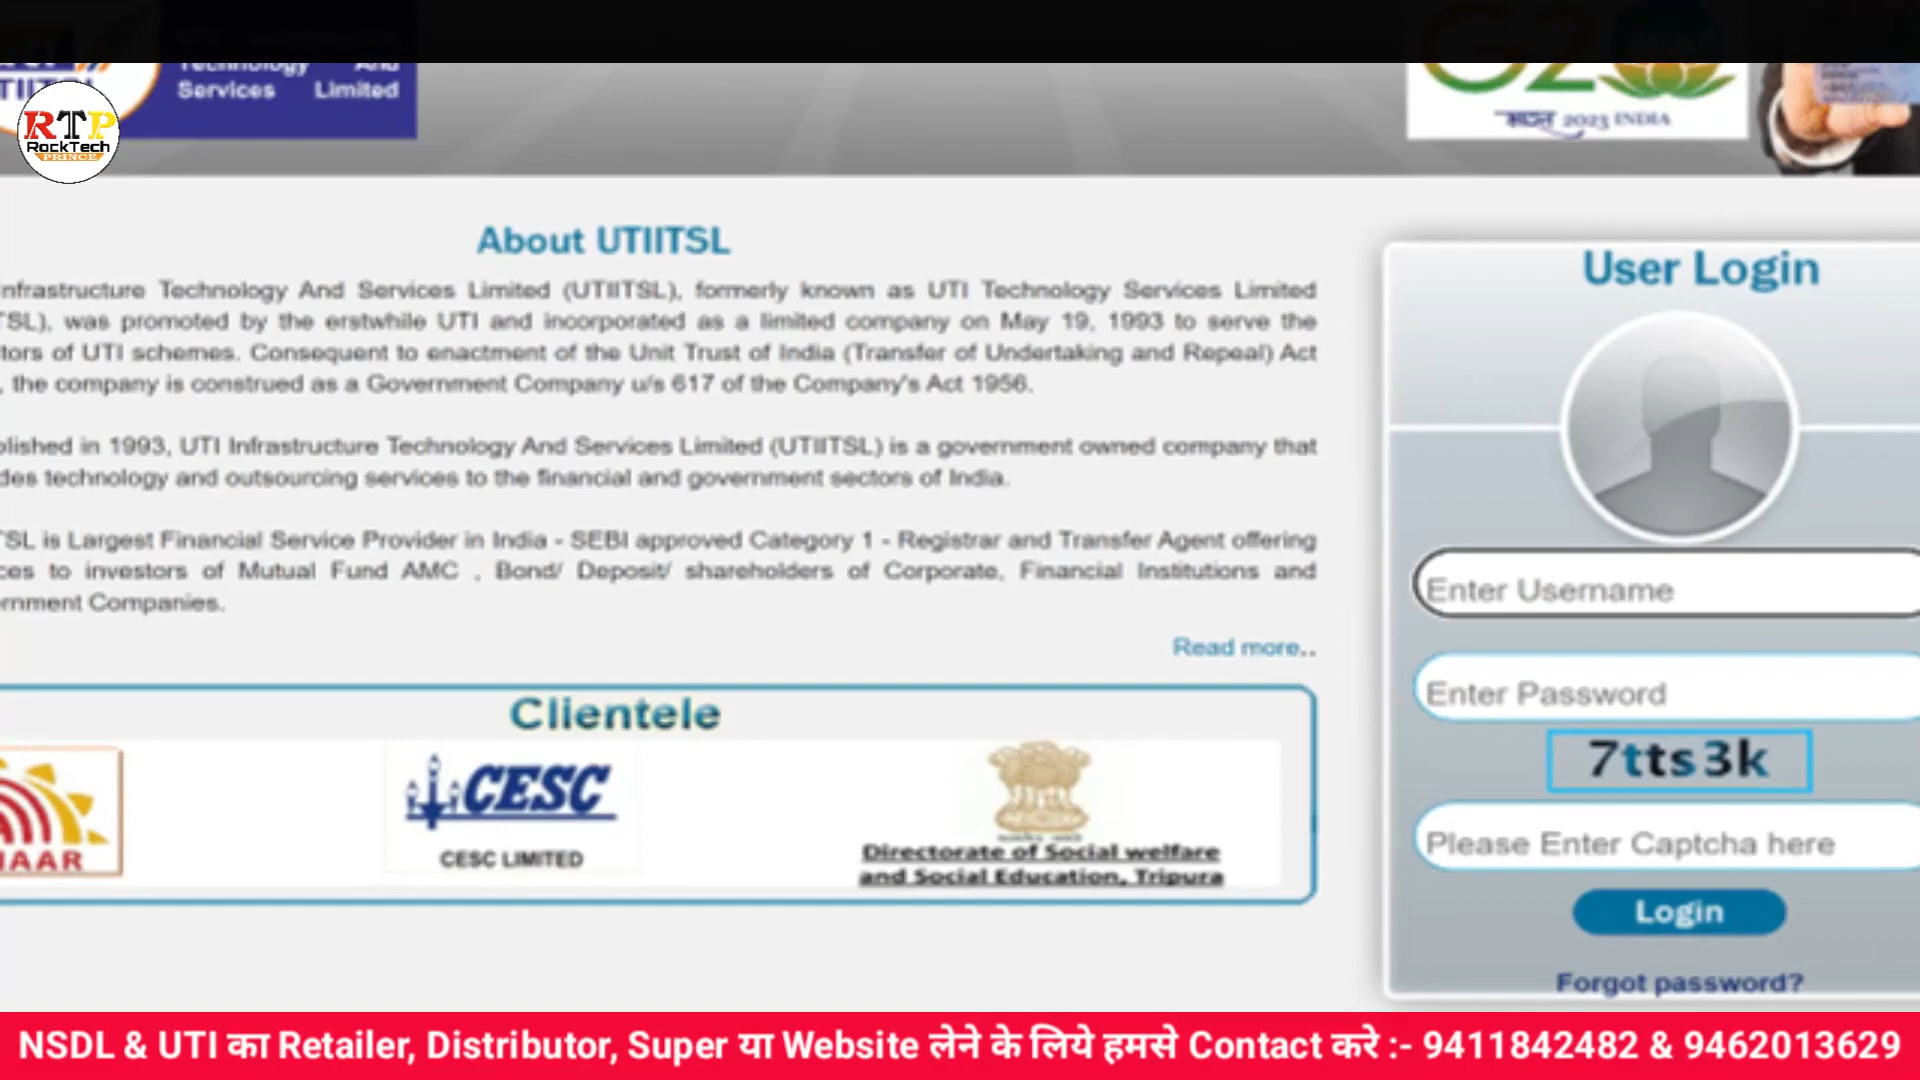 Technology And
Services Limited
RTP
RockTech
PRINCE
G20
भारत 2023 INDIA
About UTIITSL
nfrastructure Technology And Services Limited (UTIITSL), formerly known as UTI Technology Services Limited
TSL), was promoted by the erstwhile UTI and incorporated as a limited company on May 19, 1993 to serve the
tors of UTI schemes. Consequent to enactment of the Unit Trust of India (Transfer of Undertaking and Repeal) Act
, the company is construed as a Government Company u/s 617 of the Company's Act 1956.
olished in 1993, UTI Infrastructure Technology And Services Limited (UTIITSL) is a government owned company that
des technology and outsourcing services to the financial and government sectors of India.
TSL is Largest Financial Service Provider in India - SEBI approved Category 1 - Registrar and Transfer Agent offering
ces to investors of Mutual Fund AMC , Bond/ Deposit/ shareholders of Corporate, Financial Institutions and
rnment Companies.
Read more..
Clientele
HAAR
CESC
CESC LIMITED
Directorate of Social welfare
and Social Education, Tripura
User Login
Enter Username
Enter Password
7tts3k
Please Enter Captcha here
Login
Forgot password?
NSDL & UTI का Retailer, Distributor, Super या Website लेने के लिये हमसे Contact करे :- 9411842482 & 9462013629